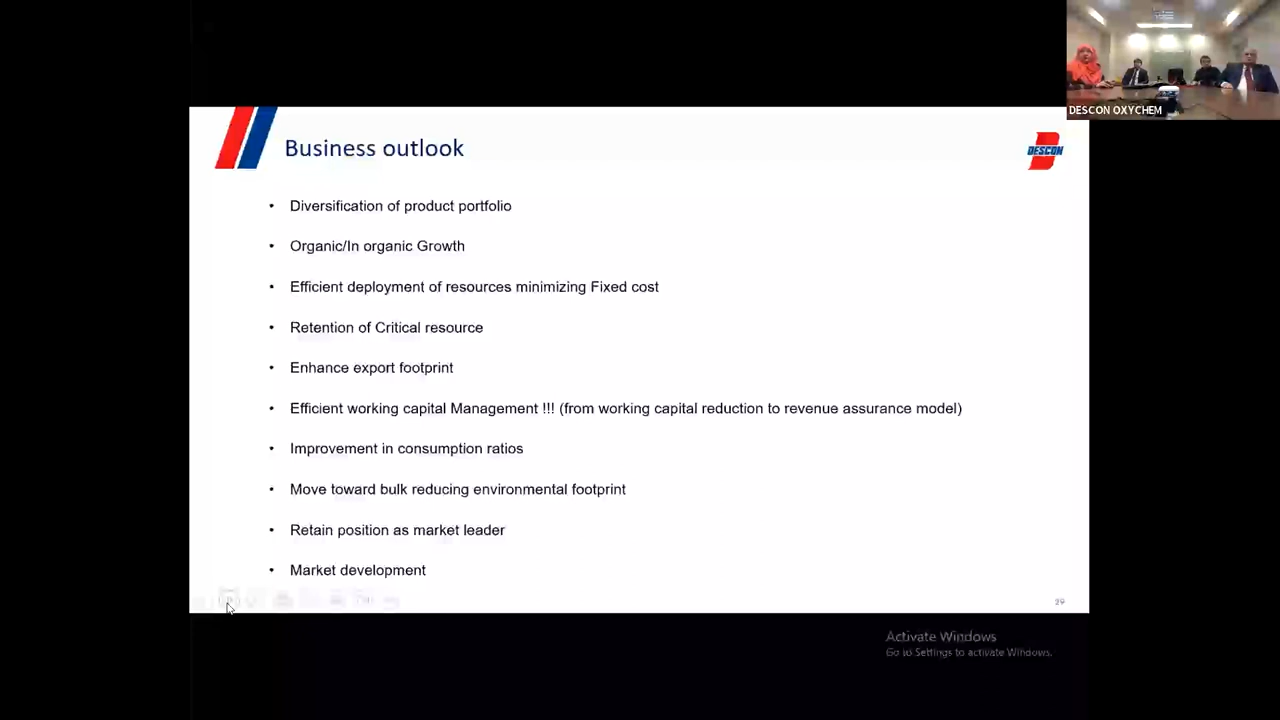 DESCON OXYCHEM
Business outlook
DESCON
• Diversification of product portfolio
• Organic/In organic Growth
• Efficient deployment of resources minimizing Fixed cost
• Retention of Critical resource
• Enhance export footprint
• Efficient working capital Management !!! (from working capital reduction to revenue assurance model)
• Improvement in consumption ratios
• Move toward bulk reducing environmental footprint
• Retain position as market leader
• Market development
39
Activate Windows
Go to Settings to activate Windows.